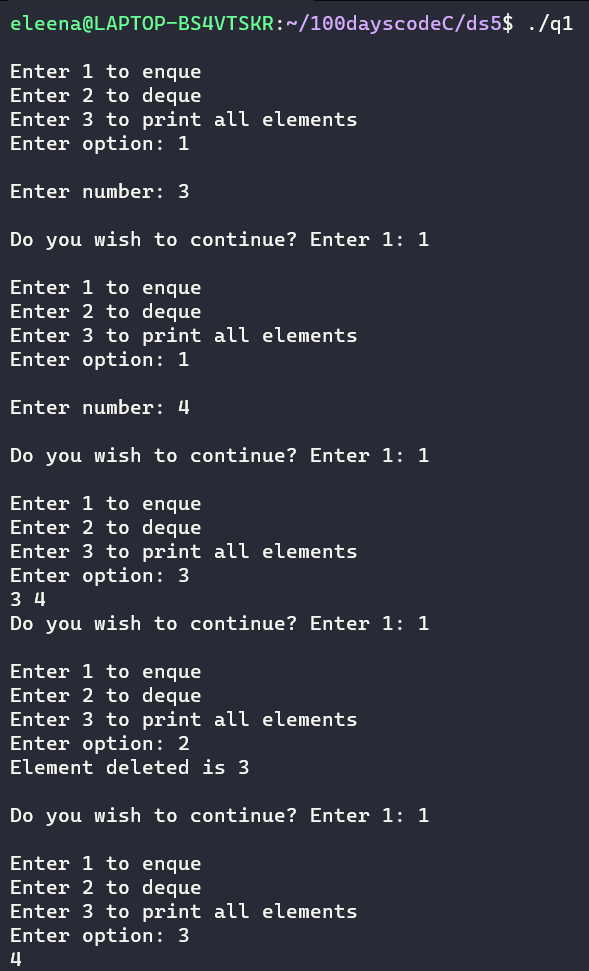 eleena@LAPTOP-BS4VTSKR:~/100dayscodeC/ds5$ ./q1
Enter 1 to enque
Enter 2 to deque
Enter 3 to print all elements
Enter option: 1
Enter number: 3
Do you wish to continue? Enter 1: 1
Enter 1 to enque
Enter 2 to deque
Enter 3 to print all elements
Enter option: 1
Enter number: 4
Do you wish to continue? Enter 1: 1
Enter 1 to enque
Enter 2 to deque
Enter 3 to print all elements
Enter option: 3
3 4
Do you wish to continue? Enter 1: 1
Enter 1 to enque
Enter 2 to deque
Enter 3 to print all elements
Enter option: 2
Element deleted is 3
Do you wish to continue? Enter 1: 1
Enter 1 to enque
Enter 2 to deque
Enter 3 to print all elements
Enter option: 3
4